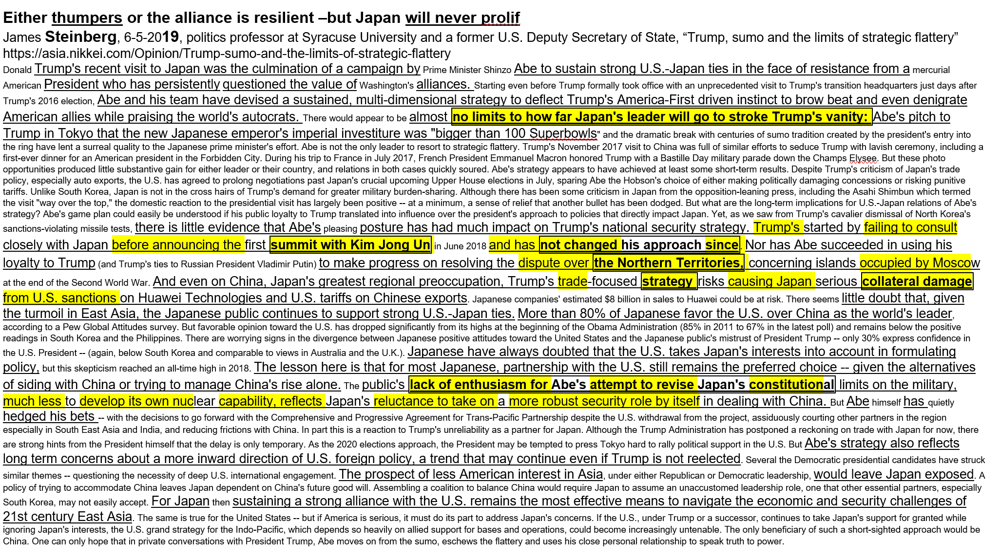 Either thumpers or the alliance is resilient –but Japan will never prolif
James Steinberg, 6-5-2019, politics professor at Syracuse University and a former U.S. Deputy Secretary of State, “Trump, sumo and the limits of strategic flattery”
https://asia.nikkei.com/Opinion/Trump-sumo-and-the-limits-of-strategic-flattery
Donald Trump's recent visit to Japan was the culmination of a campaign by Prime Minister Shinzo Abe to sustain strong U.S.-Japan ties in the face of resistance from a mercurial
American President who has persistently questioned the value of Washington's alliances. Starting even before Trump formally took office with an unprecedented visit to Trump's transition headquarters just days after
Trump's 2016 election, Abe and his team have devised a sustained, multi-dimensional strategy to deflect Trump's America-First driven instinct to brow beat and even denigrate
American allies while praising the world's autocrats. There would appear to be almost no limits to how far Japan's leader will go to stroke Trump's vanity: Abe's pitch to
Trump in Tokyo that the new Japanese emperor's imperial investiture was "bigger than 100 Superbowls" and the dramatic break with centuries of sumo tradition created by the president's entry into
the ring have lent a surreal quality to the Japanese prime minister's effort. Abe is not the only leader to resort to strategic flattery. Trump's November 2017 visit to China was full of similar efforts to seduce Trump with lavish ceremony, including a
first-ever dinner for an American president in the Forbidden City. During his trip to France in July 2017, French President Emmanuel Macron honored Trump with a Bastille Day military parade down the Champs Elysee. But these photo
opportunities produced little substantive gain for either leader or their country, and relations in both cases quickly soured. Abe's strategy appears to have achieved at least some short-term results. Despite Trump's criticism of Japan's trade
policy, especially auto exports, the U.S. has agreed to prolong negotiations past Japan's crucial upcoming Upper House elections in July, sparing Abe the Hobson's choice of either making politically damaging concessions or risking punitive
tariffs. Unlike South Korea, Japan is not in the cross hairs of Trump's demand for greater military burden-sharing. Although there has been some criticism in Japan from the opposition-leaning press, including the Asahi Shimbun which termed
the visit "way over the top," the domestic reaction to the presidential visit has largely been positive -- at a minimum, a sense of relief that another bullet has been dodged. But what are the long-term implications for U.S.-Japan relations of Abe's
strategy? Abe's game plan could easily be understood if his public loyalty to Trump translated into influence over the president's approach to policies that directly impact Japan. Yet, as we saw from Trump's cavalier dismissal of North Korea's
sanctions-violating missile tests, there is little evidence that Abe's pleasing posture has had much impact on Trump's national security strategy. Trump's started by failing to consult
closely with Japan before announcing the first summit with Kim Jong Un in June 2018 and has not changed his approach since. Nor has Abe succeeded in using his
loyalty to Trump (and Trump's ties to Russian President Vladimir Putin) to make progress on resolving the dispute over the Northern Territories, concerning islands occupied by Moscow
at the end of the Second World War. And even on China, Japan's greatest regional preoccupation, Trump's trade-focused strategy risks causing Japan serious collateral damage
from U.S. sanctions on Huawei Technologies and U.S. tariffs on Chinese exports. Japanese companies' estimated $8 billion in sales to Huawei could be at risk. There seems little doubt that, given
the turmoil in East Asia, the Japanese public continues to support strong U.S.-Japan ties. More than 80% of Japanese favor the U.S. over China as the world's leader,
according to a Pew Global Attitudes survey. But favorable opinion toward the U.S. has dropped significantly from its highs at the beginning of the Obama Administration (85% in 2011 to 67% in the latest poll) and remains below the positive
readings in South Korea and the Philippines. There are worrying signs in the divergence between Japanese positive attitudes toward the United States and the Japanese public's mistrust of President Trump -- only 30% express confidence in
the U.S. President -- (again, below South Korea and comparable to views in Australia and the U.K.). Japanese have always doubted that the U.S. takes Japan's interests into account in formulating
policy, but this skepticism reached an all-time high in 2018. The lesson here is that for most Japanese, partnership with the U.S. still remains the preferred choice -- given the alternatives
of siding with China or trying to manage China's rise alone. The public's lack of enthusiasm for Abe's attempt to revise Japan's constitutional limits on the military,
much less to develop its own nuclear capability, reflects Japan's reluctance to take on a more robust security role by itself in dealing with China. But Abe himself has quietly
hedged his bets -- with the decisions to go forward with the Comprehensive and Progressive Agreement for Trans-Pacific Partnership despite the U.S. withdrawal from the project, assiduously courting other partners in the region
especially in South East Asia and India, and reducing frictions with China. In part this is a reaction to Trump's unreliability as a partner for Japan. Although the Trump Administration has postponed a reckoning on trade with Japan for now, there
are strong hints from the President himself that the delay is only temporary. As the 2020 elections approach, the President may be tempted to press Tokyo hard to rally political support in the U.S. But Abe's strategy also reflects
long term concerns about a more inward direction of U.S. foreign policy, a trend that may continue even if Trump is not reelected. Several the Democratic presidential candidates have struck
similar themes -- questioning the necessity of deep U.S. international engagement. The prospect of less American interest in Asia, under either Republican or Democratic leadership, would leave Japan exposed. A
policy of trying to accommodate China leaves Japan dependent on China's future good will. Assembling a coalition to balance China would require Japan to assume an unaccustomed leadership role, one that other essential partners, especially
South Korea, may not easily accept. For Japan then sustaining a strong alliance with the U.S. remains the most effective means to navigate the economic and security challenges of
21st century East Asia. The same is true for the United States -- but if America is serious, it must do its part to address Japan's concerns. If the U.S., under Trump or a successor, continues to take Japan's support for granted while
ignoring Japan's interests, the U.S. grand strategy for the Indo-Pacific, which depends so heavily on allied support for bases and operations, could become increasingly untenable. The only beneficiary of such a short-sighted approach would be
China. One can only hope that in private conversations with President Trump, Abe moves on from the sumo, eschews the flattery and uses his close personal relationship to speak truth to power.